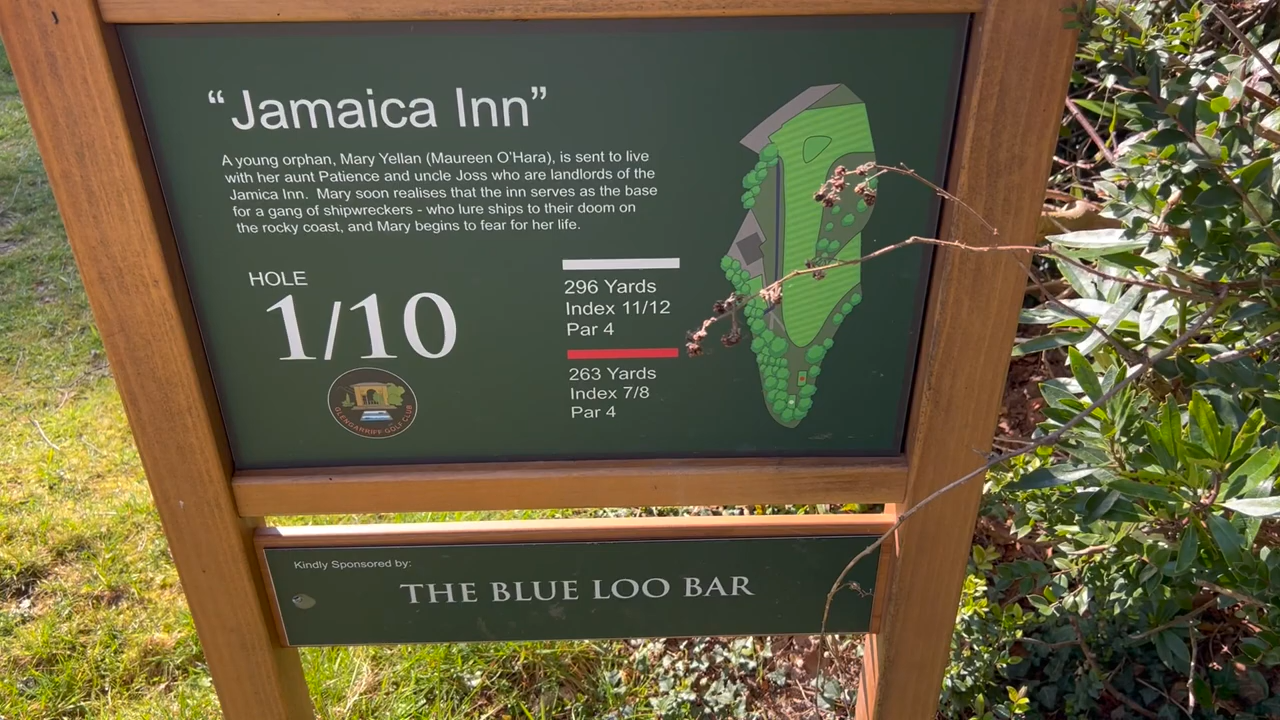 “Jamaica Inn”
A young orphan, Mary Yellan (Maureen O'Hara), is sent to live
with her aunt Patience and uncle Joss who are landlords of the
Jamica Inn. Mary soon realises that the inn serves as the base
for a gang of shipwreckers - who lure ships to their doom on
the rocky coast, and Mary begins to fear for her life.
HOLE
1/10
296 Yards
Index 11/12
Par 4
263 Yards
Index 7/8
Par 4
GLENGARRIFF GOLF CLUB
Kindly Sponsored by:
THE BLUE LOO BAR